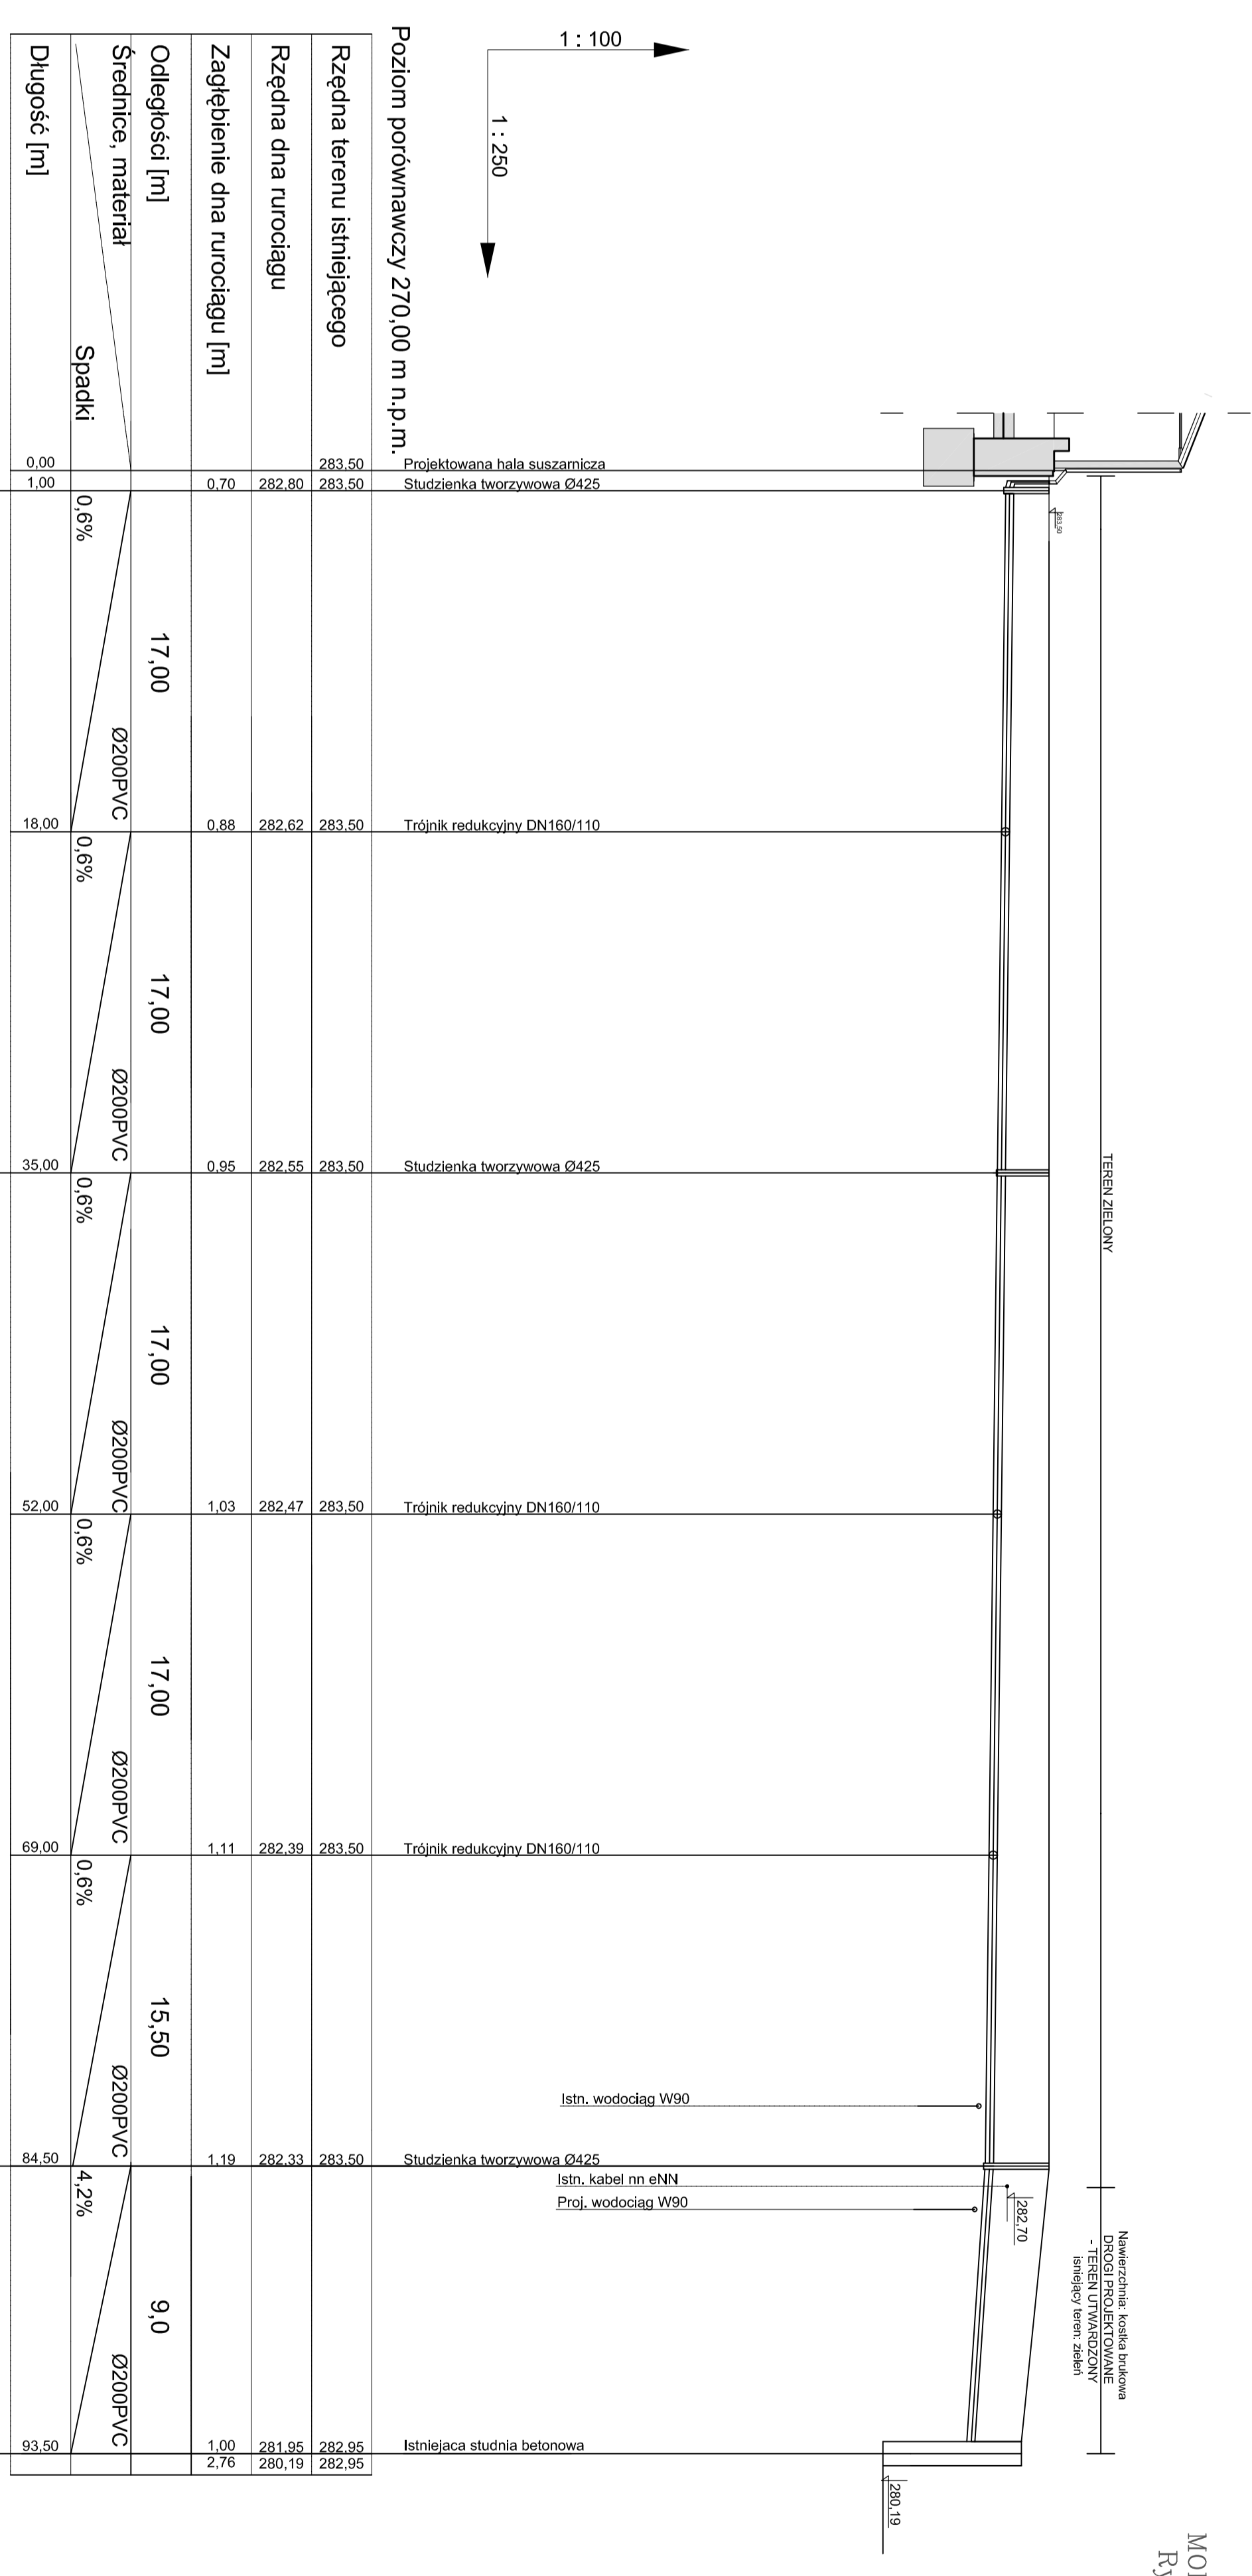 MO
Ry
TEREN ZIELONY
Nawierzchnia: kostka brukowa
DROGI PROJEKTOWANE
- TEREN UTWARDZONY
isniejący teren: zieleń
283,50
282,70
280,19
1 : 100
1 : 250
Istn. wodociąg W90
Istn. kabel nn eNN
Proj. wodociąg W90
Poziom porównawczy 270,00 m n.p.m.
Projektowana hala suszarnicza
Studzienka tworzywowa Ø425
Trójnik redukcyjny DN160/110
Studzienka tworzywowa Ø425
Trójnik redukcyjny DN160/110
Trójnik redukcyjny DN160/110
Studzienka tworzywowa Ø425
Istniejaca studnia betonowa
Rzędna terenu istniejącego 283,50 283,50 283,50 283,50 283,50 283,50 283,50 282,95 282,95
Rzędna dna rurociągu 282,80 282,62 282,55 282,47 282,39 282,33 281,95 280,19
Zagłębienie dna rurociągu [m] 0,70 0,88 0,95 1,03 1,11 1,19 1,00 2,76
Odległości [m] 17,00 17,00 17,00 17,00 15,50 9,0
Średnice, materiał Ø200PVC Ø200PVC Ø200PVC Ø200PVC Ø200PVC Ø200PVC
Spadki 0,6% 0,6% 0,6% 0,6% 0,6% 4,2%
Długość [m] 0,00 1,00 18,00 35,00 52,00 69,00 84,50 93,50